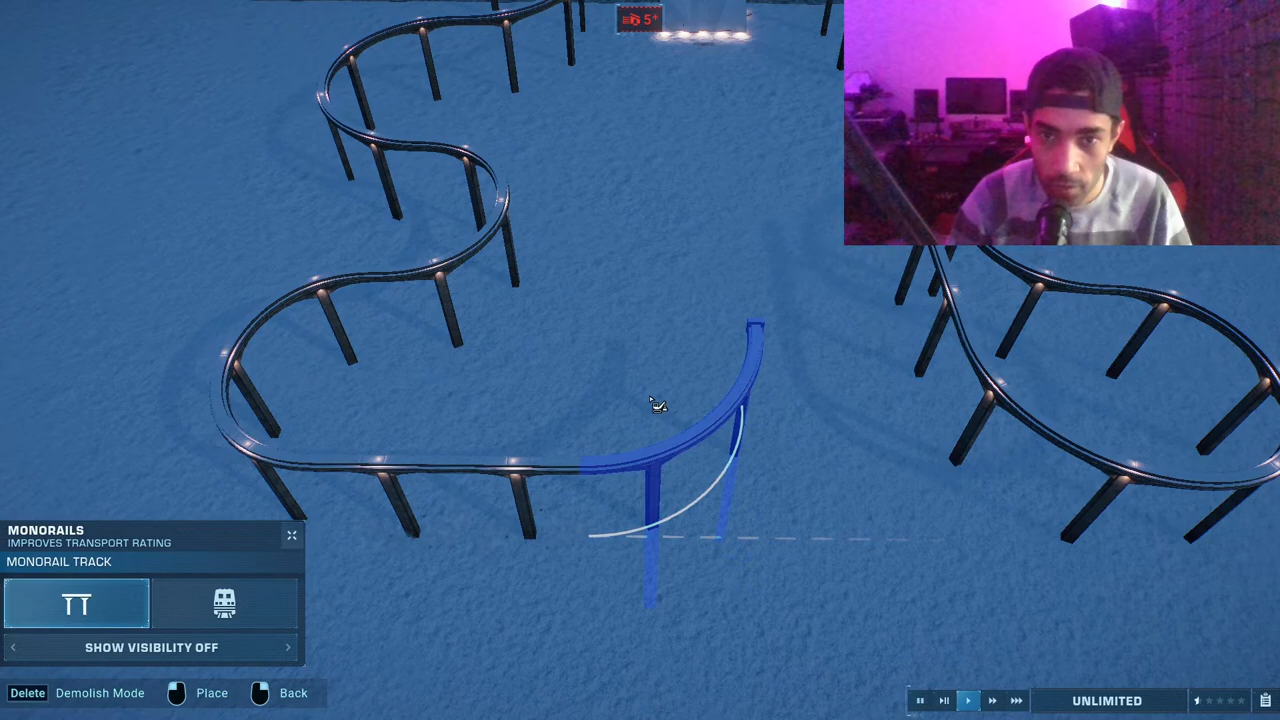 5+
MONORAILS
IMPROVES TRANSPORT RATING
MONORAIL TRACK
SHOW VISIBILITY OFF
Delete Demolish Mode Place Back
UNLIMITED